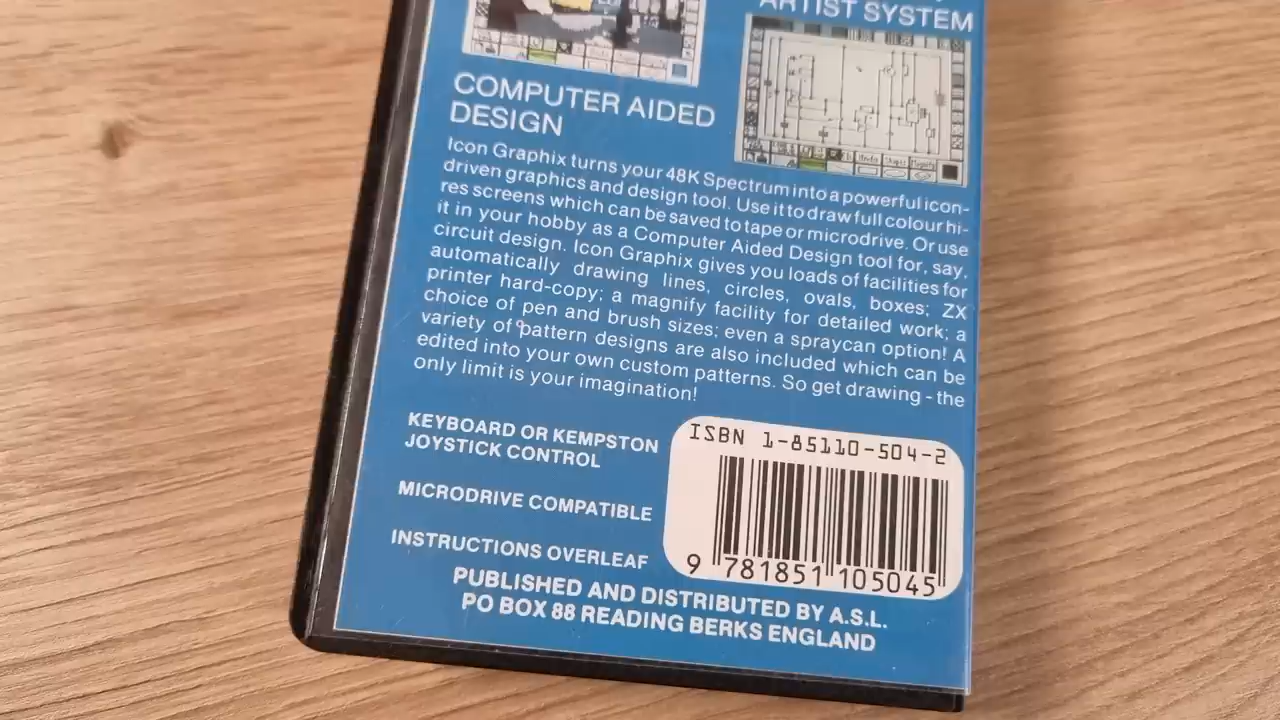 ARTIST SYSTEM
COMPUTER AIDED
DESIGN
Icon Graphix turns your 48K Spectrum into a powerful icon-
driven graphics and design tool. Use it to draw full colour hi-
res screens which can be saved to tape or microdrive. Or use
it in your hobby as a Computer Aided Design tool for, say,
circuit design. Icon Graphix gives you loads of facilities for
automatically drawing lines, circles, ovals, boxes; ZX
printer hard-copy; a magnify facility for detailed work; a
choice of pen and brush sizes; even a spraycan option! A
variety of pattern designs are also included which can be
edited into your own custom patterns. So get drawing - the
only limit is your imagination!
KEYBOARD OR KEMPSTON
JOYSTICK CONTROL
MICRODRIVE COMPATIBLE
INSTRUCTIONS OVERLEAF
ISBN 1-85110-504-2
9 781851 105045
PUBLISHED AND DISTRIBUTED BY A.S.L.
PO BOX 88 READING BERKS ENGLAND